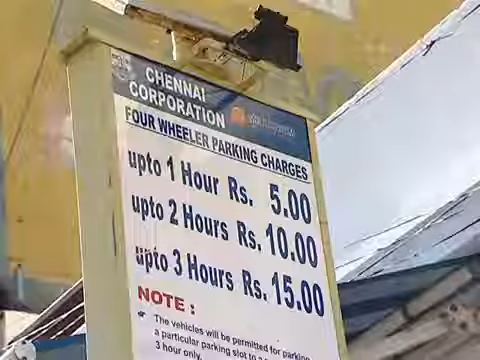 CHENNAI
CORPORATION
FOUR WHEELER PARKING CHARGES
upto 1 Hour Rs. 5.00
upto 2 Hours Rs. 10.00
upto 3 Hours Rs. 15.00
NOTE :
The vehicles will be permitted for parking
a particular parking slot to
3 hour only.